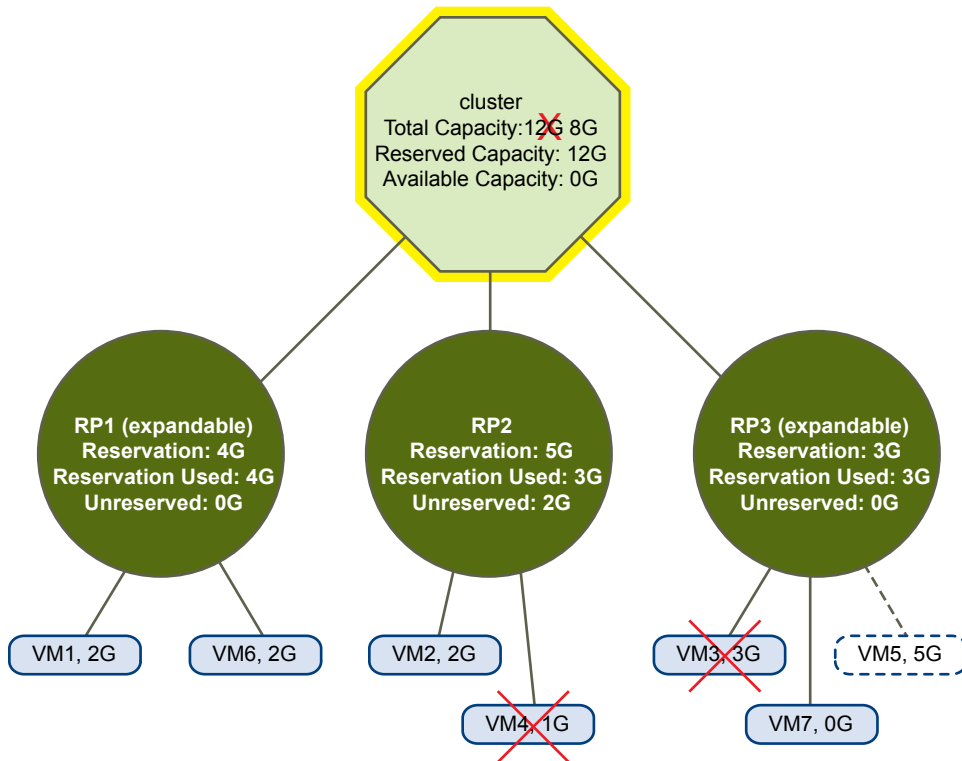 cluster
Total Capacity:12G 8G
Reserved Capacity: 12G
Available Capacity: 0G
RP1 (expandable)
Reservation: 4G
Reservation Used: 4G
Unreserved: 0G
RP2
Reservation: 5G
Reservation Used: 3G
Unreserved: 2G
RP3 (expandable)
Reservation: 3G
Reservation Used: 3G
Unreserved: 0G
VM1, 2G
VM6, 2G
VM2, 2G
VM3, 3G
VM5, 5G
VM4, 1G
VM7, 0G